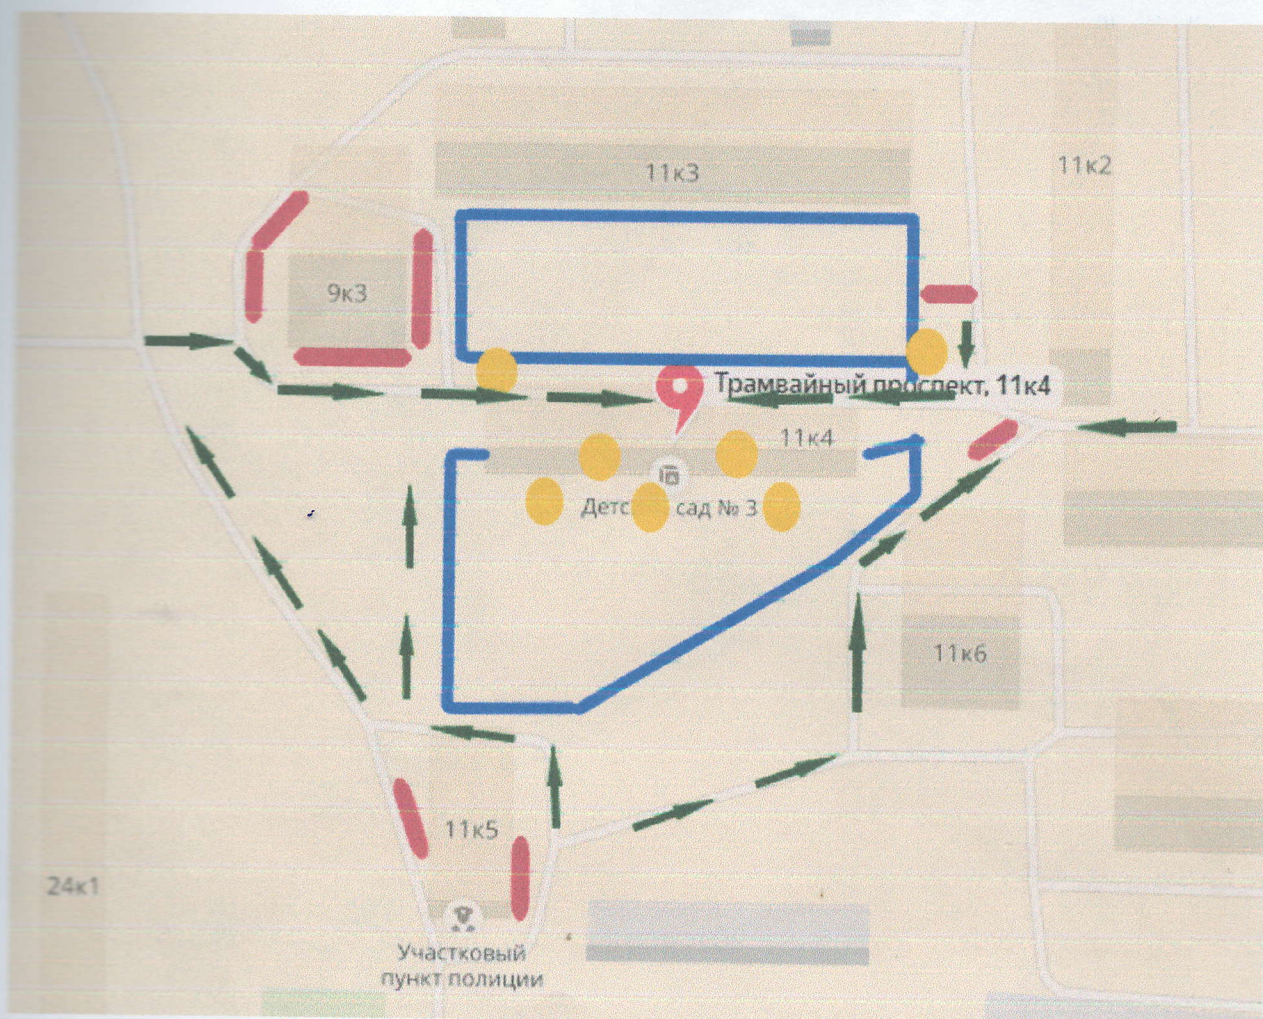 11к3
11к2
9к3
Трамвайный проспект, 11к4
11к4
Детс сад № 3
11к6
11к5
24к1
Участковый
пункт полиции